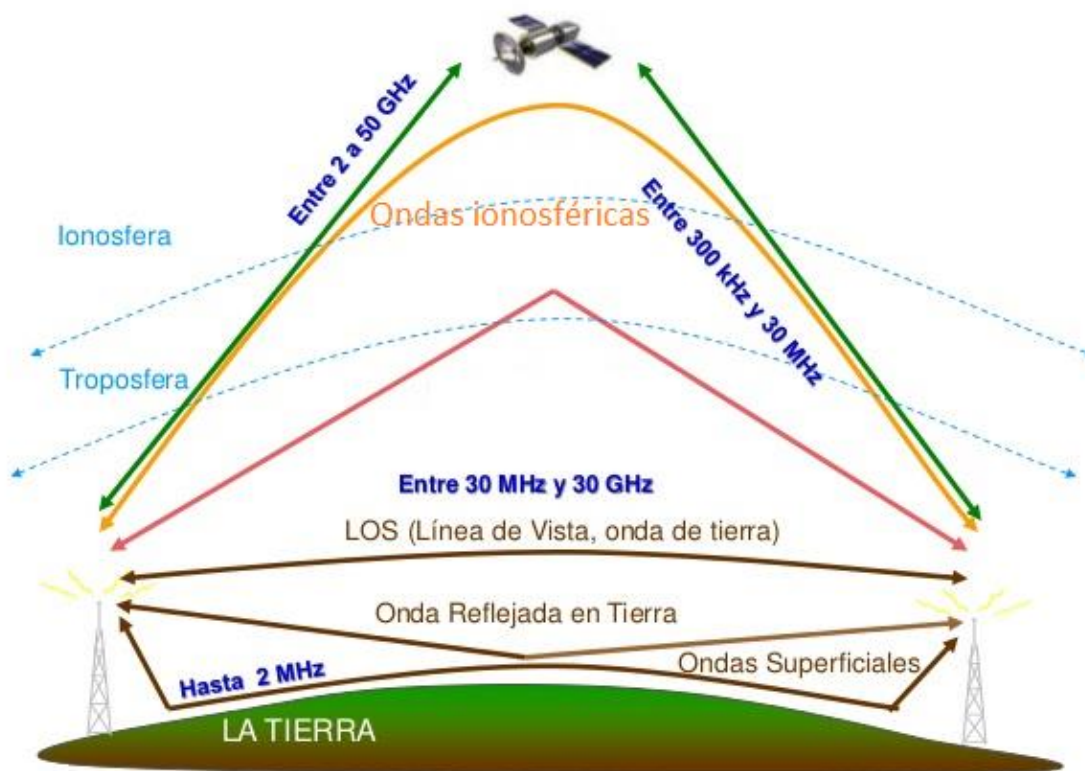 Entre 2 a 50 GHz
Ondas ionosféricas
Entre 300 kHz y 30 MHz
Ionosfera
Troposfera
Entre 30 MHz y 30 GHz
LOS (Línea de Vista, onda de tierra)
Onda Reflejada en Tierra
Ondas Superficiales
Hasta 2 MHz
LA TIERRA